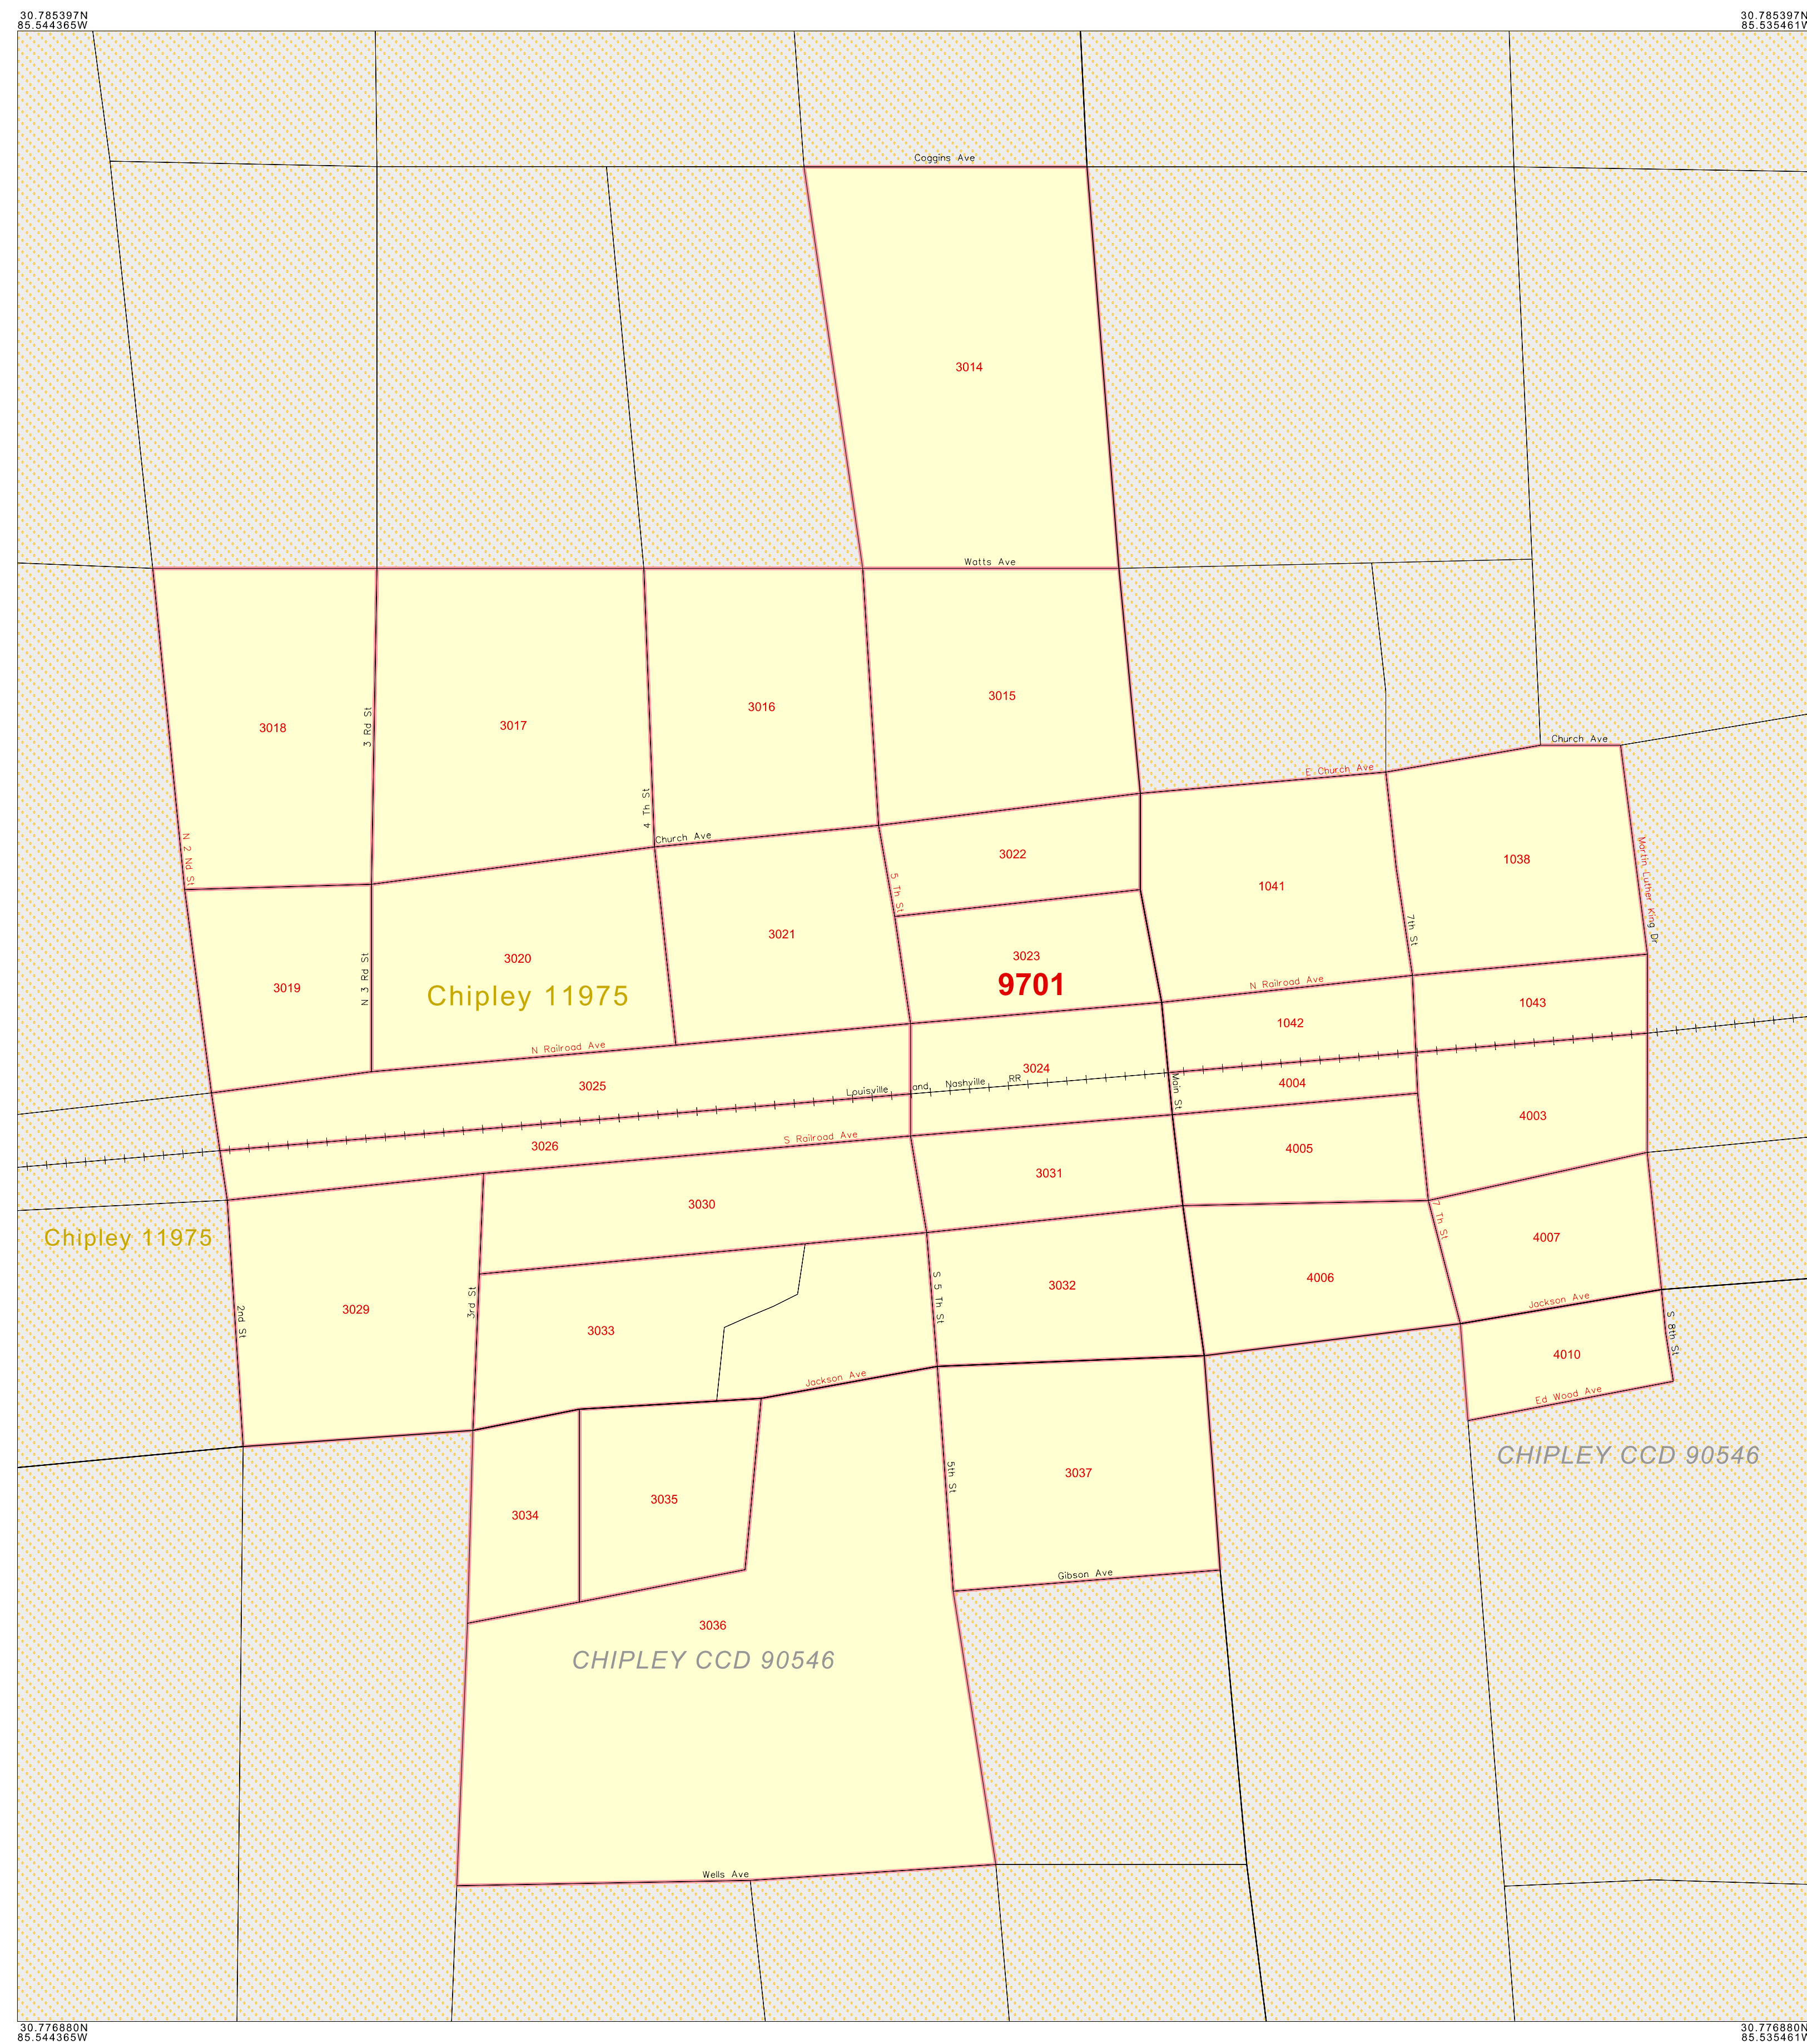 30.785397N
85.544365W
30.785397N
85.535461W
Coggins Ave
3014
Watts Ave
3018
3 Rd St
3017
3016
3015
4 Th St
Church Ave
E Church Ave
Church Ave
N 2 Nd St
3022
5 Th St
1041
1038
Martin Luther King Dr
7th St
3019
N 3 Rd St
3020
Chipley 11975
3021
3023
9701
N Railroad Ave
N Railroad Ave
1042
1043
3025
3024
Louisville and Nashville RR
Main St
4004
4003
3026
S Railroad Ave
3030
3031
4005
Chipley 11975
2nd St
3029
3rd St
3033
S 5 Th St
3032
4006
7 Th St
4007
Jackson Ave
Jackson Ave
S 8th St
4010
Ed Wood Ave
3034
3035
5th St
3037
CHIPLEY CCD 90546
Gibson Ave
3036
CHIPLEY CCD 90546
Wells Ave
30.776880N
85.544365W
30.776880N
85.535461W